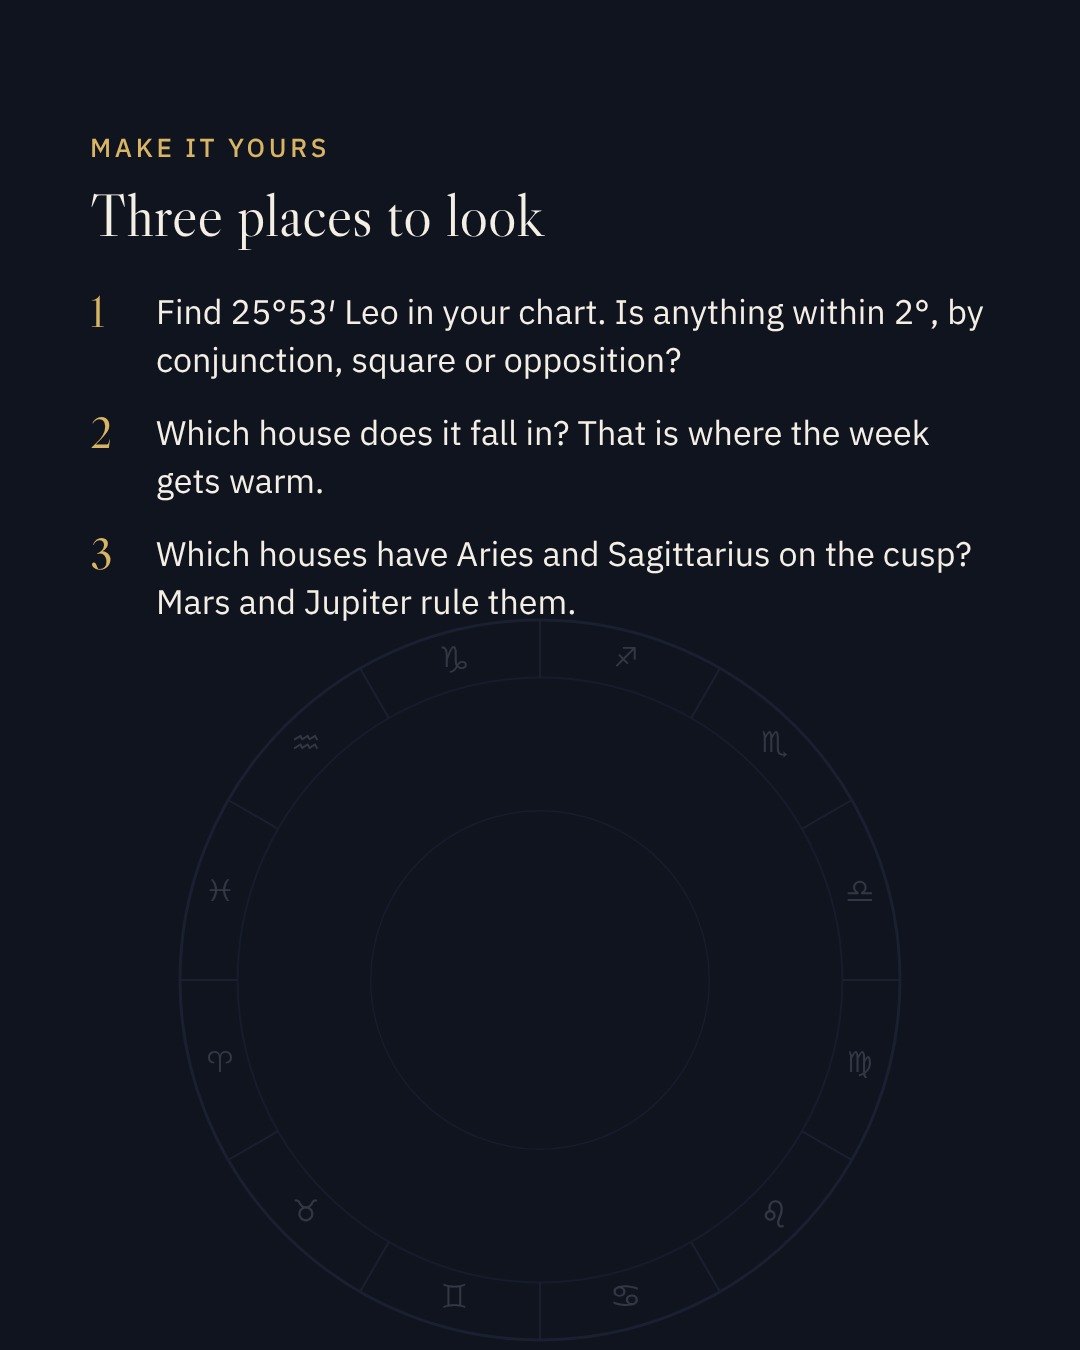 MAKE IT YOURS
Three places to look
1 Find 25°53′ Leo in your chart. Is anything within 2°, by
conjunction, square or opposition?
2 Which house does it fall in? That is where the week
gets warm.
3 Which houses have Aries and Sagittarius on the cusp?
Mars and Jupiter rule them.
♑ ♐
♒ ♏
♓ ♎
♈ ♍
♉ ♌
♊ ♋